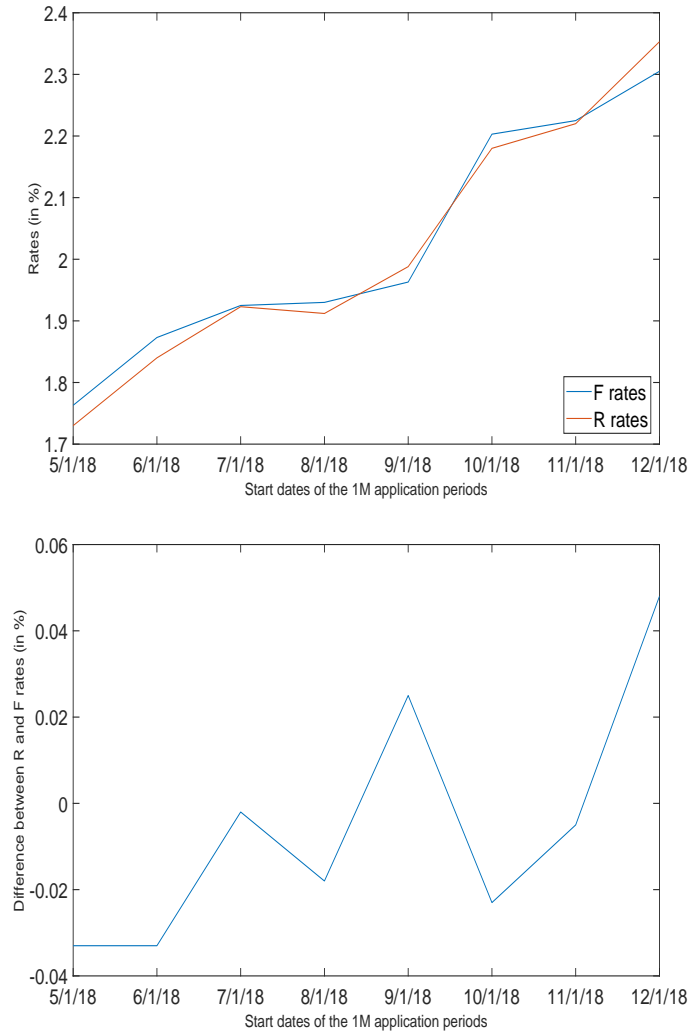 2.4
2.3
2.2
2.1
2
1.9
1.8
1.7
Rates (in %)
F rates
R rates
5/1/18 6/1/18 7/1/18 8/1/18 9/1/18 10/1/18 11/1/18 12/1/18
Start dates of the 1M application periods
0.06
0.04
0.02
0
-0.02
-0.04
Difference between R and F rates (in %)
5/1/18 6/1/18 7/1/18 8/1/18 9/1/18 10/1/18 11/1/18 12/1/18
Start dates of the 1M application periods